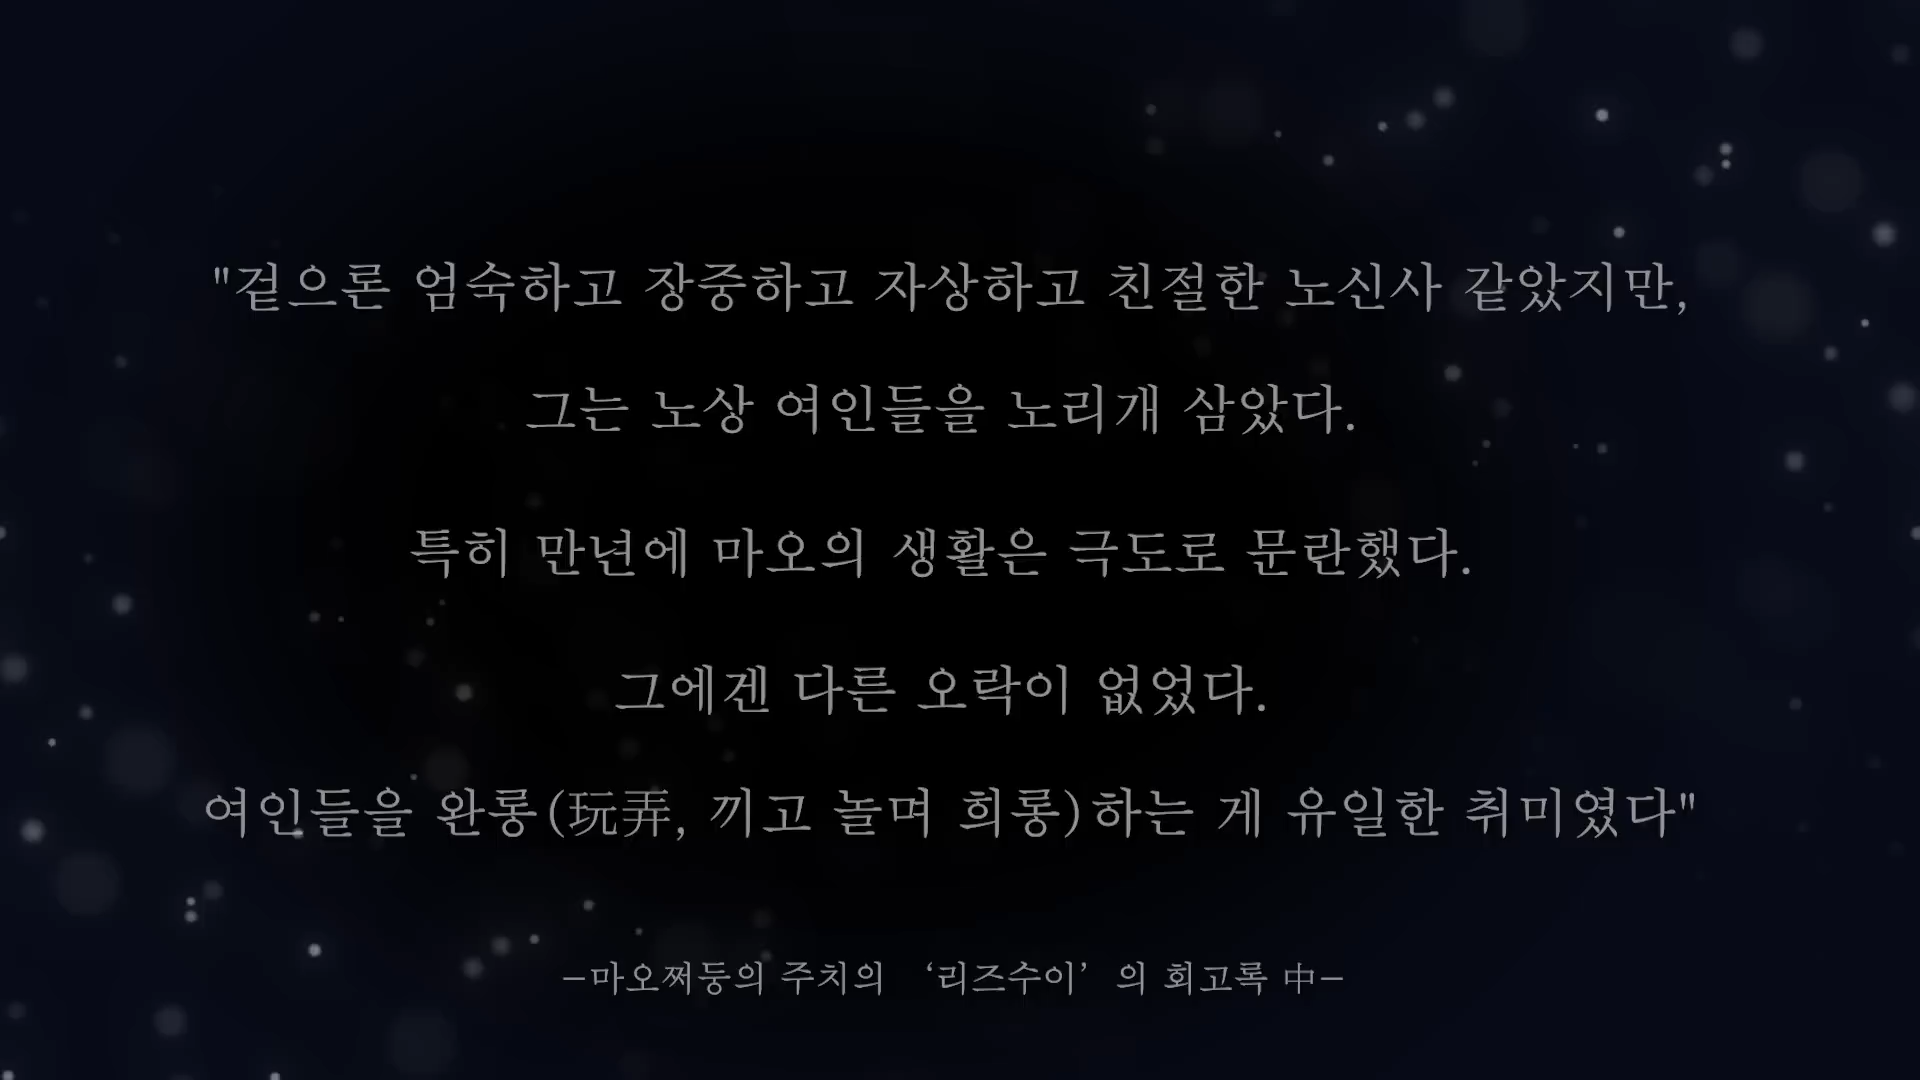 "겉으론 엄숙하고 장중하고 자상하고 친절한 노신사 같았지만,
그는 노상 여인들을 노리개 삼았다.
특히 만년에 마오의 생활은 극도로 문란했다.
그에겐 다른 오락이 없었다.
여인들을 완롱(玩弄, 끼고 놀며 희롱)하는 게 유일한 취미였다"
–마오쩌둥의 주치의 ‘리즈수이’의 회고록 中–